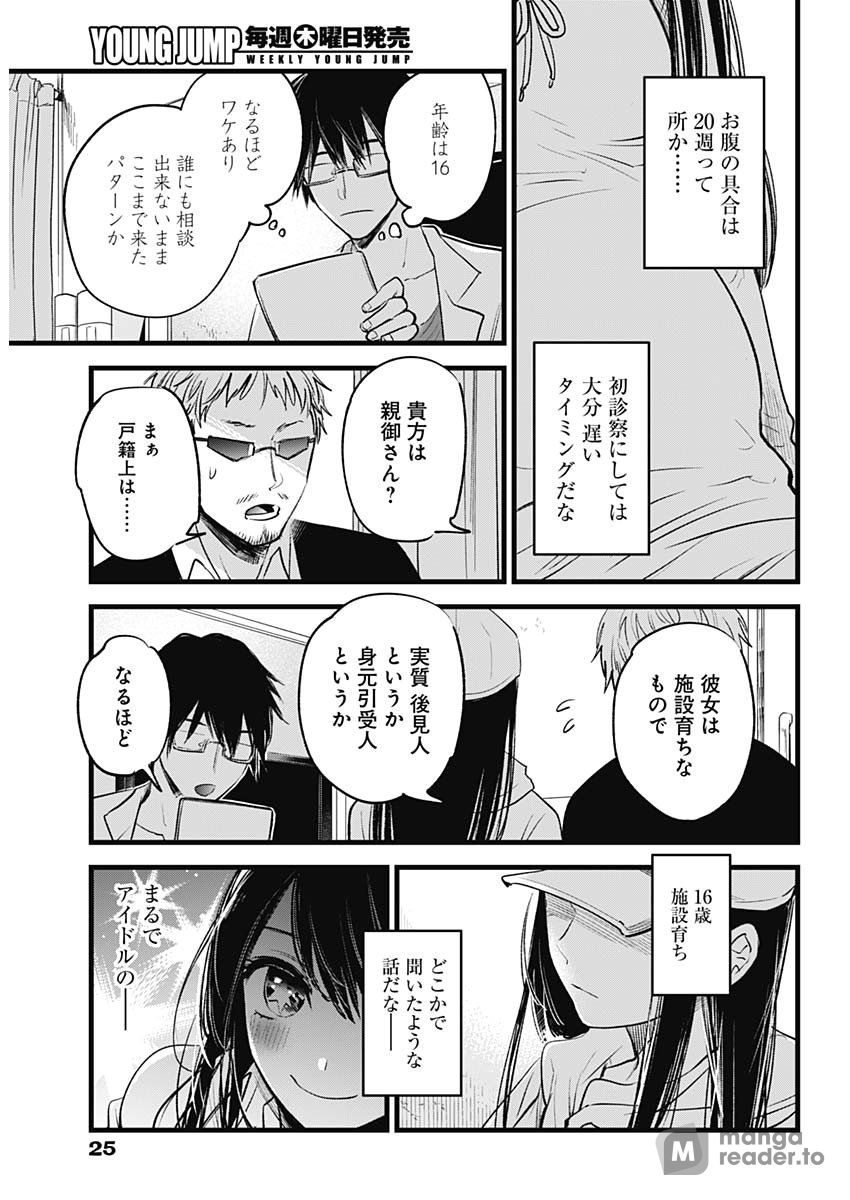 YOUNG JUMP 毎週木曜日発売
WEEKLY YOUNG JUMP
お腹の具合は
20週って
所か……
初診察にしては
大分 遅い
タイミングだな
年齢は16
なるほど
ワケあり
誰にも相談
出来ないまま
ここまで来た
パターンか
貴方は
親御さん？
まぁ
戸籍上は……
彼女は
施設育ちな
もので
実質 後見人
というか
身元引受人
というか
なるほど
16歳
施設育ち
どこかで
聞いたような
話だな──
まるで
アイドルの──
25
M manga
reader.to